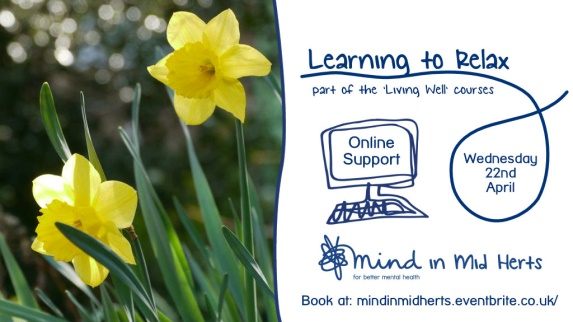 Learning to Relax
part of the 'Living Well' courses
Online
Support
Wednesday
22nd
April
mind in Mid Herts
for better mental health
Book at: mindinmidherts.eventbrite.co.uk/